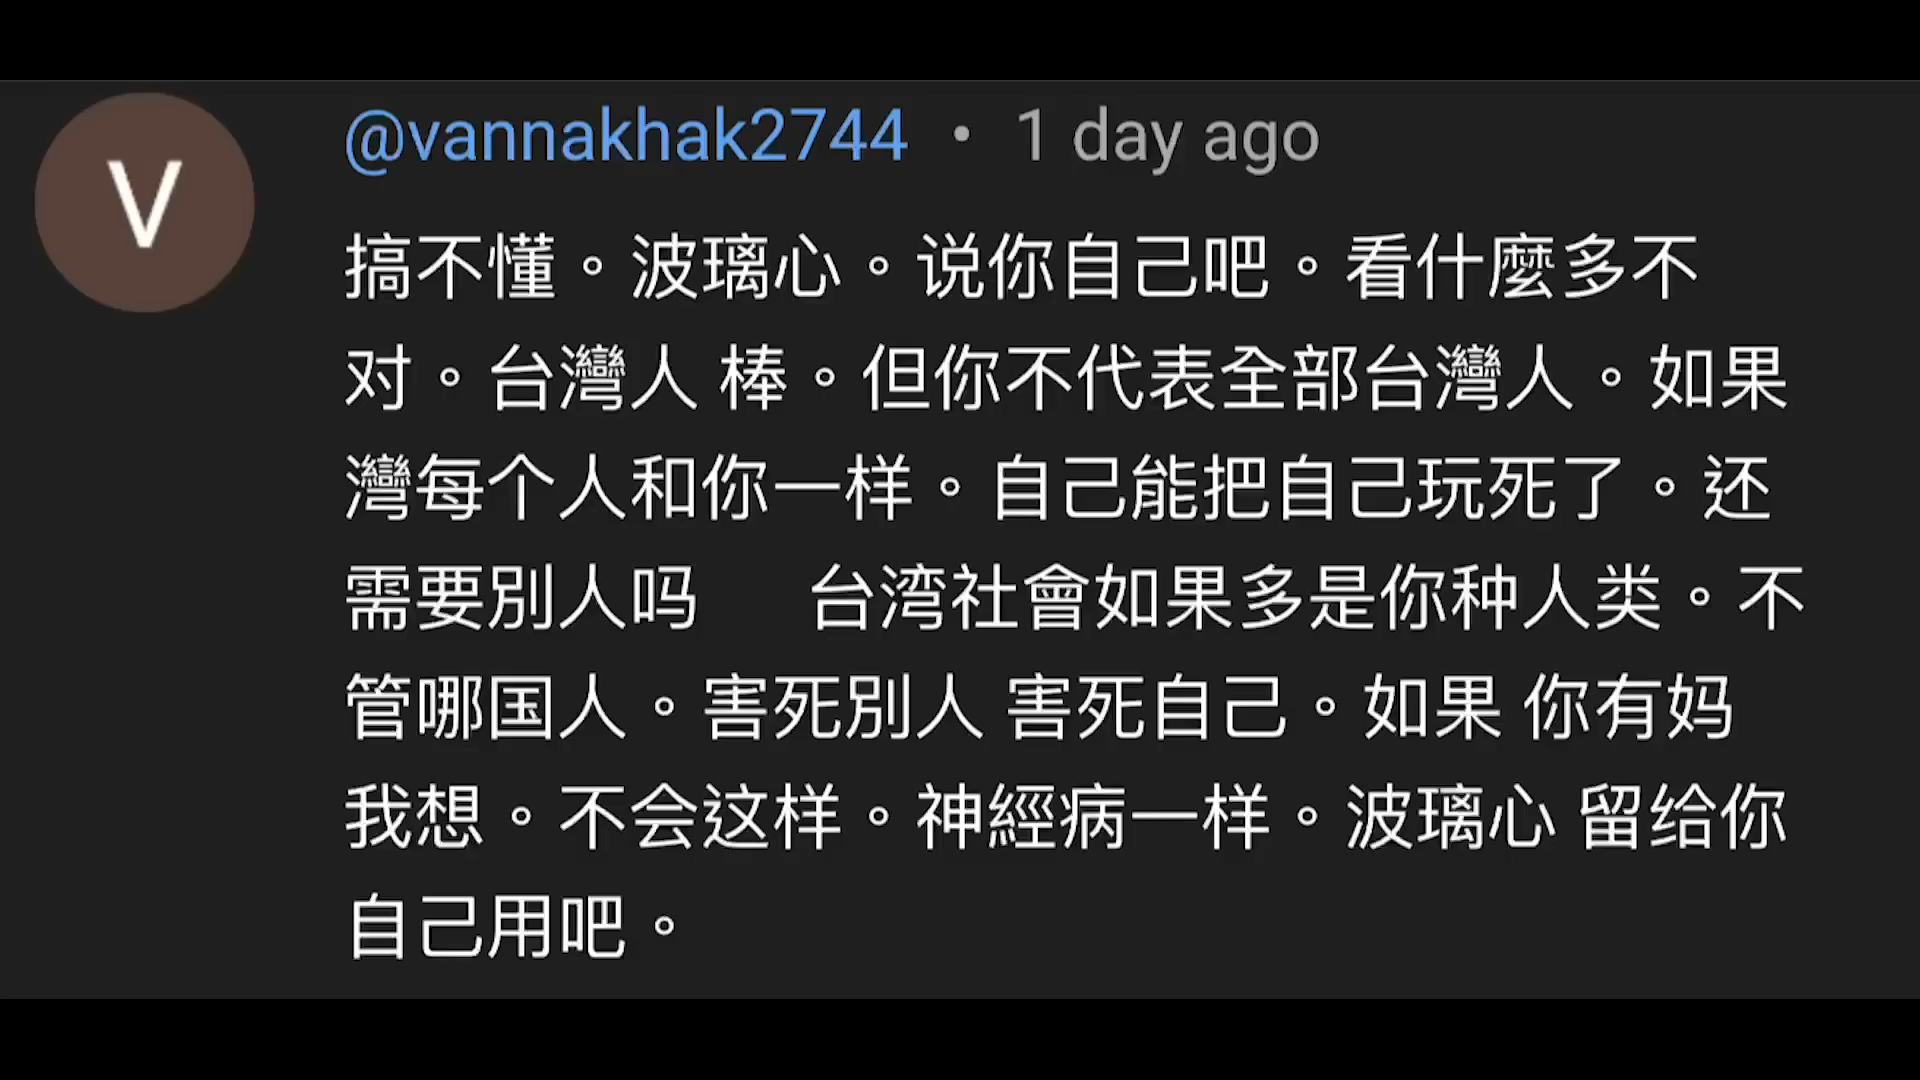 V
@vannakhak2744 • 1 day ago
搞不懂。波璃心。说你自己吧。看什麼多不
对。台灣人 棒。但你不代表全部台灣人。如果
灣每个人和你一样。自己能把自己玩死了。还
需要別人吗　台湾社會如果多是你种人类。不
管哪国人。害死別人 害死自己。如果 你有妈
我想。不会这样。神經病一样。波璃心 留给你
自己用吧。